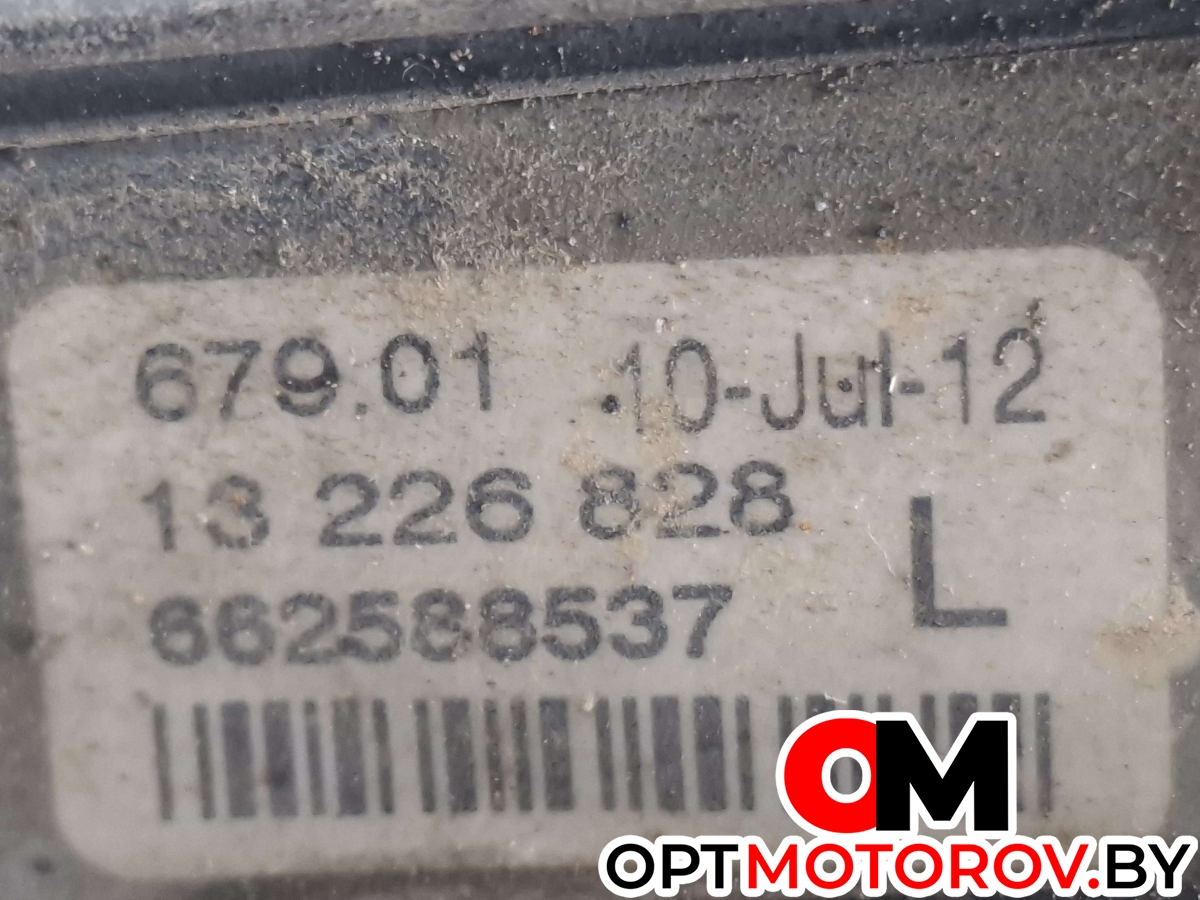 679.01 10-Jul-12
13 226 828 L
662588537
OM
OPTMOTOROV.BY